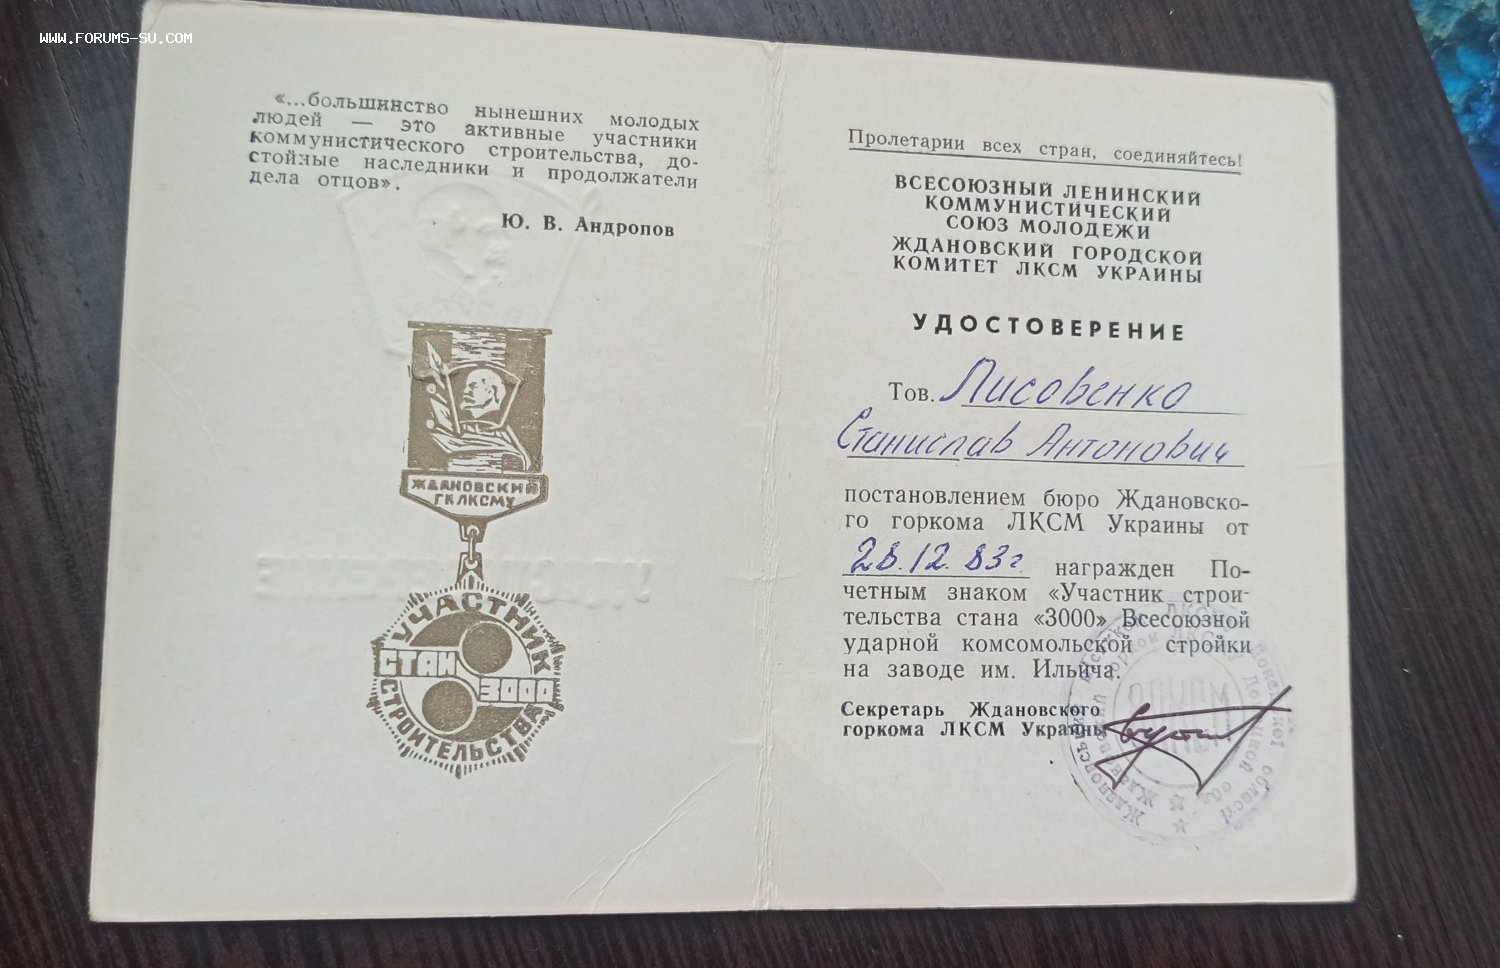 WWW.FORUMS-SU.COM
«...большинство нынешних молодых
людей — это активные участники
коммунистического строительства, до-
стойные наследники и продолжатели
дела отцов».
Ю. В. Андропов
ЖДАНОВСКИЙ
ГКЛКСМУ
УЧАСТНИК
СТАН
3000
СТРОИТЕЛЬСТВА
Пролетарии всех стран, соединяйтесь!
ВСЕСОЮЗНЫЙ ЛЕНИНСКИЙ
КОММУНИСТИЧЕСКИЙ
СОЮЗ МОЛОДЕЖИ
ЖДАНОВСКИЙ ГОРОДСКОЙ
КОМИТЕТ ЛКСМ УКРАИНЫ
УДОСТОВЕРЕНИЕ
Тов. Лисовенко
Станислав Антонович
постановлением бюро Ждановско-
го горкома ЛКСМ Украины от
28.12.83г. награжден По-
четным знаком «Участник строи-
тельства стана «3000» Всесоюзной
ударной комсомольской стройки
на заводе им. Ильича.
Секретарь Ждановского
горкома ЛКСМ Украины